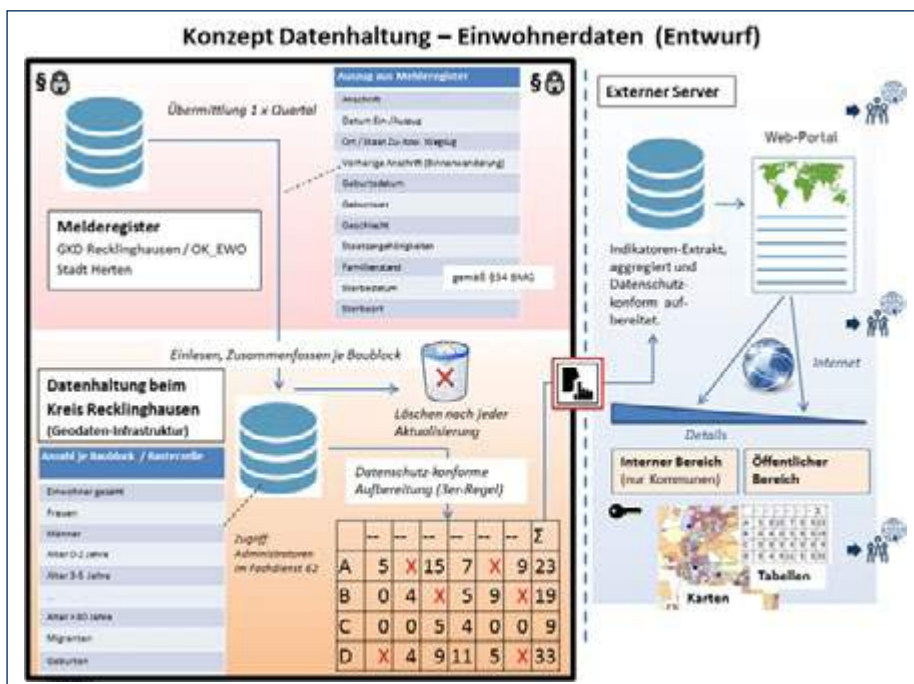 Konzept Datenhaltung – Einwohnerdaten (Entwurf)
§
Übermittlung 1 x Quartal
Melderegister
GKD Recklinghausen / OK_EWO
Stadt Herten
Auszug aus Melderegister
§
Anschrift
Datum Ein-/Auszug
Ort / Staat Zu- bzw. Wegzug
Vorherige Anschrift (Binnenwanderung)
Geburtsdatum
Geburtsort
Geschlecht
Staatsangehörigkeiten
Familienstand
Sterbedatum
Sterbeort
gemäß §34 BMG
Einlesen, Zusammenfassen je Baublock
Löschen nach jeder
Aktualisierung
Datenhaltung beim
Kreis Recklinghausen
(Geodaten-Infrastruktur)
Anzahl je Baublock / Rasterzelle
Einwohner gesamt
Frauen
Männer
Alter 0-2 Jahre
Alter 3-5 Jahre
...
Alter >80 Jahre
Migranten
Geburten
Zugriff
Administratoren
im Fachdienst 62
Datenschutz-konforme
Aufbereitung (3er-Regel)
-- -- -- -- -- -- Σ
A 5 X 15 7 X 9 23
B 0 4 X 5 9 X 19
C 0 0 5 4 0 0 9
D X 4 9 11 5 X 33
Externer Server
Web-Portal
Indikatoren-Extrakt,
aggregiert und
Datenschutz-
konform auf-
bereitet.
Internet
Details
Interner Bereich
(nur Kommunen)
Öffentlicher
Bereich
Karten
Tabellen